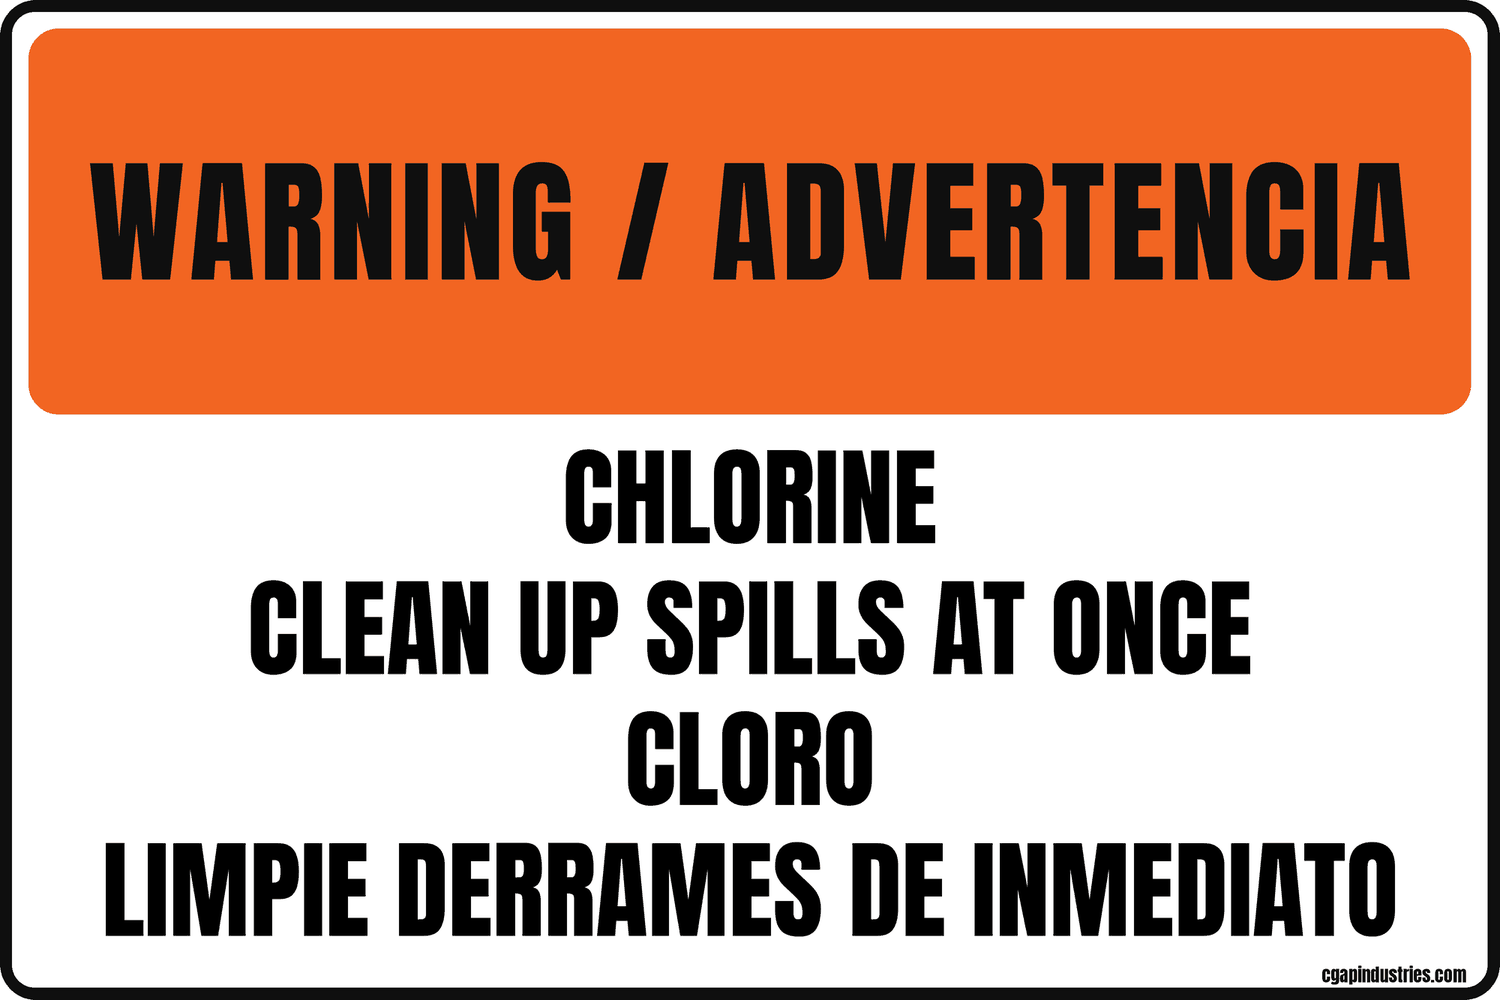 WARNING / ADVERTENCIA
CHLORINE
CLEAN UP SPILLS AT ONCE
CLORO
LIMPIE DERRAMES DE INMEDIATO
cgapindustries.com